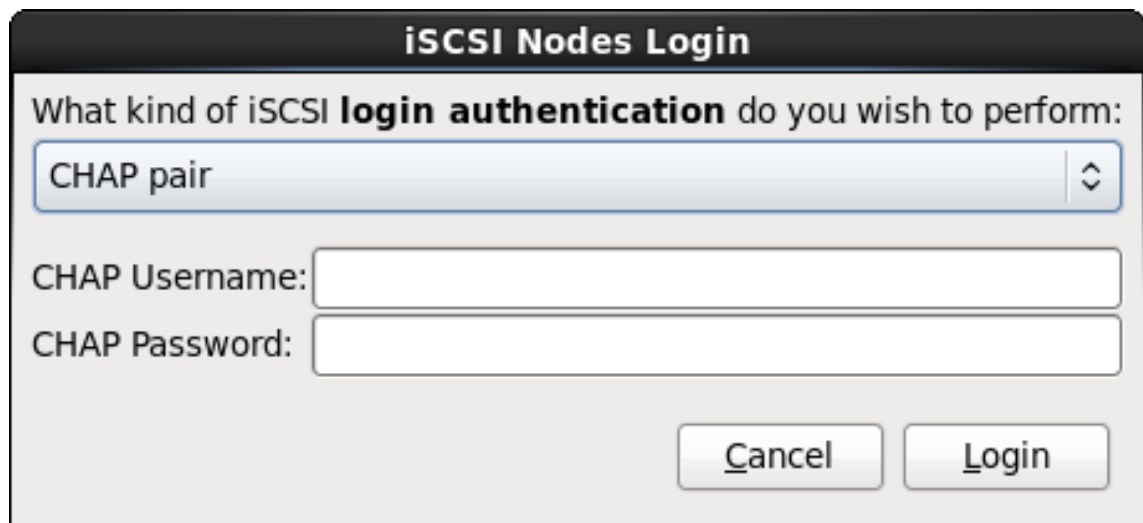 iSCSI Nodes Login
What kind of iSCSI login authentication do you wish to perform:
CHAP pair
CHAP Username:
CHAP Password:
Cancel Login